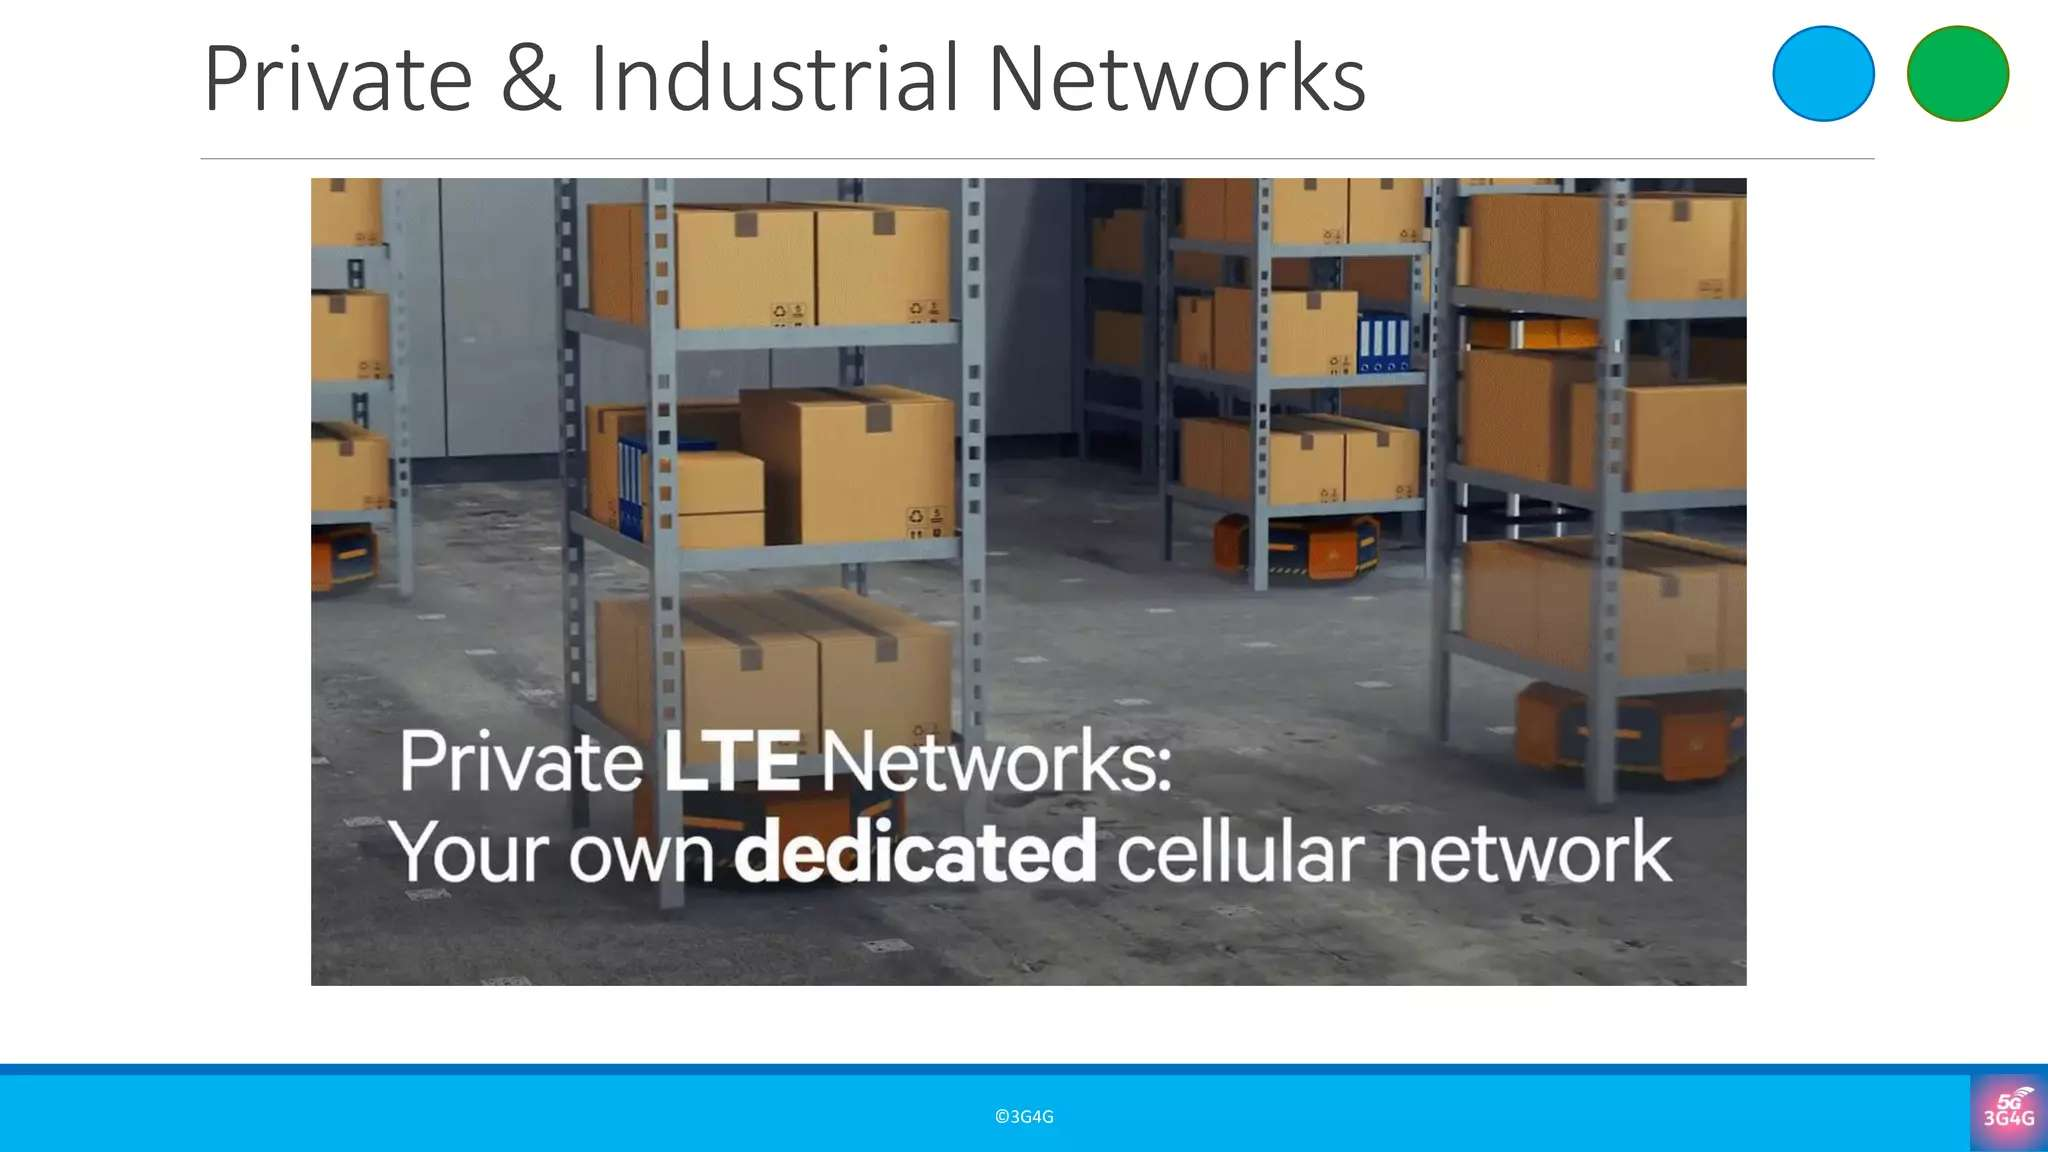 Private & Industrial Networks
Private LTE Networks:
Your own dedicated cellular network
©3G4G
5G
3G4G